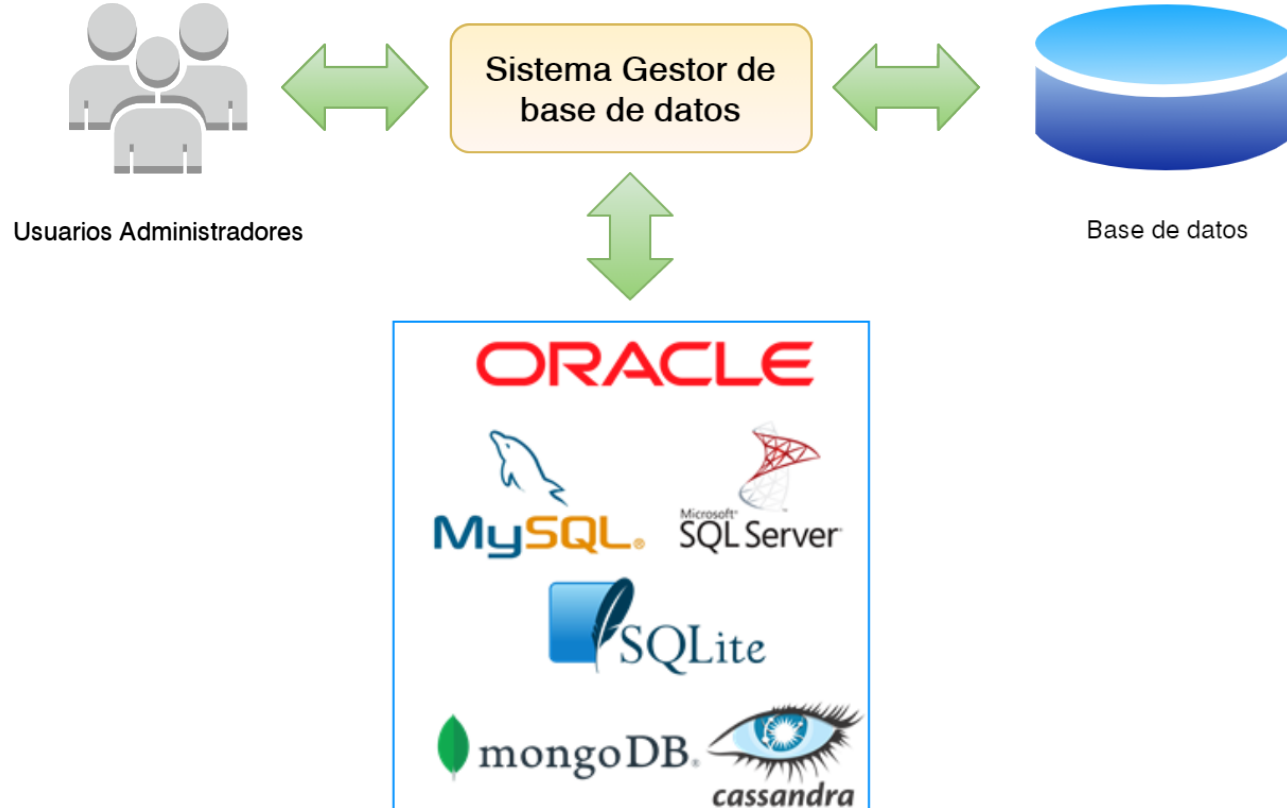 Sistema Gestor de
base de datos
Usuarios Administradores
Base de datos
ORACLE
MySQL®
Microsoft®
SQL Server
SQLite
mongoDB®
cassandra